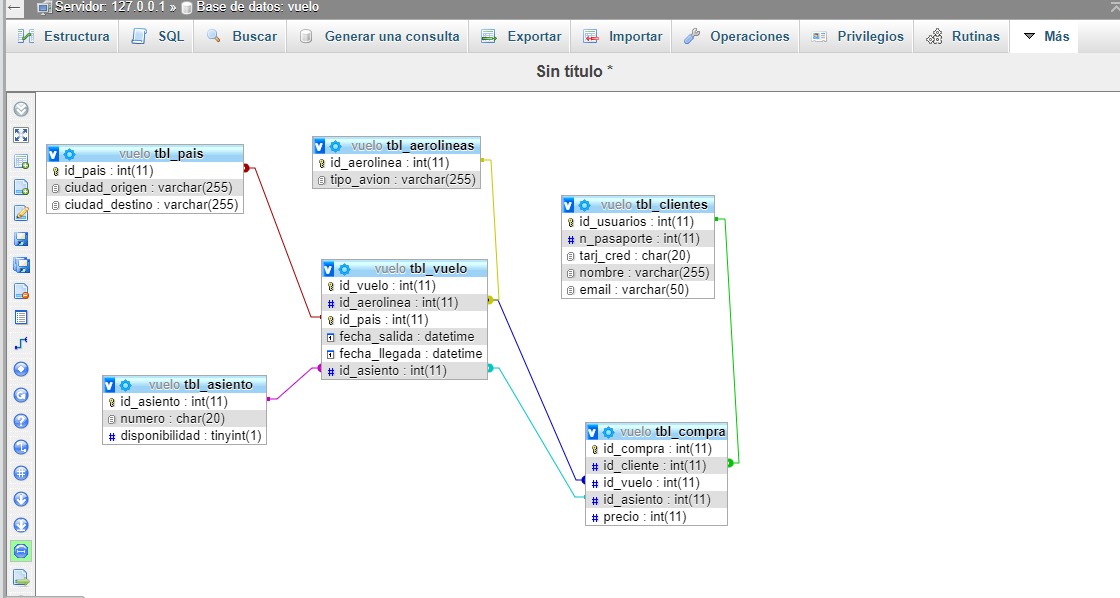 Servidor: 127.0.0.1 » Base de datos: vuelo
Estructura SQL Buscar Generar una consulta Exportar Importar Operaciones Privilegios Rutinas Más
Sin título *
vuelo tbl_pais
id_pais : int(11)
ciudad_origen : varchar(255)
ciudad_destino : varchar(255)
vuelo tbl_aerolineas
id_aerolinea : int(11)
tipo_avion : varchar(255)
vuelo tbl_clientes
id_usuarios : int(11)
n_pasaporte : int(11)
tarj_cred : char(20)
nombre : varchar(255)
email : varchar(50)
vuelo tbl_vuelo
id_vuelo : int(11)
id_aerolinea : int(11)
id_pais : int(11)
fecha_salida : datetime
fecha_llegada : datetime
id_asiento : int(11)
vuelo tbl_asiento
id_asiento : int(11)
numero : char(20)
disponibilidad : tinyint(1)
vuelo tbl_compra
id_compra : int(11)
id_cliente : int(11)
id_vuelo : int(11)
id_asiento : int(11)
precio : int(11)